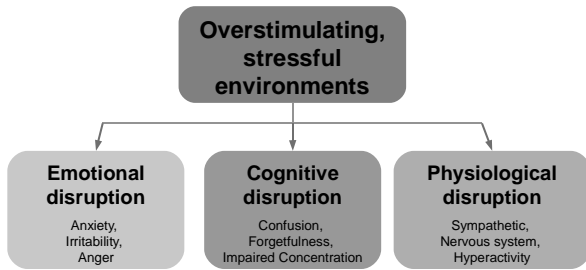 Overstimulating,
stressful
environments
Emotional
disruption
Anxiety,
Irritability,
Anger
Cognitive
disruption
Confusion,
Forgetfulness,
Impaired Concentration
Physiological
disruption
Sympathetic,
Nervous system,
Hyperactivity